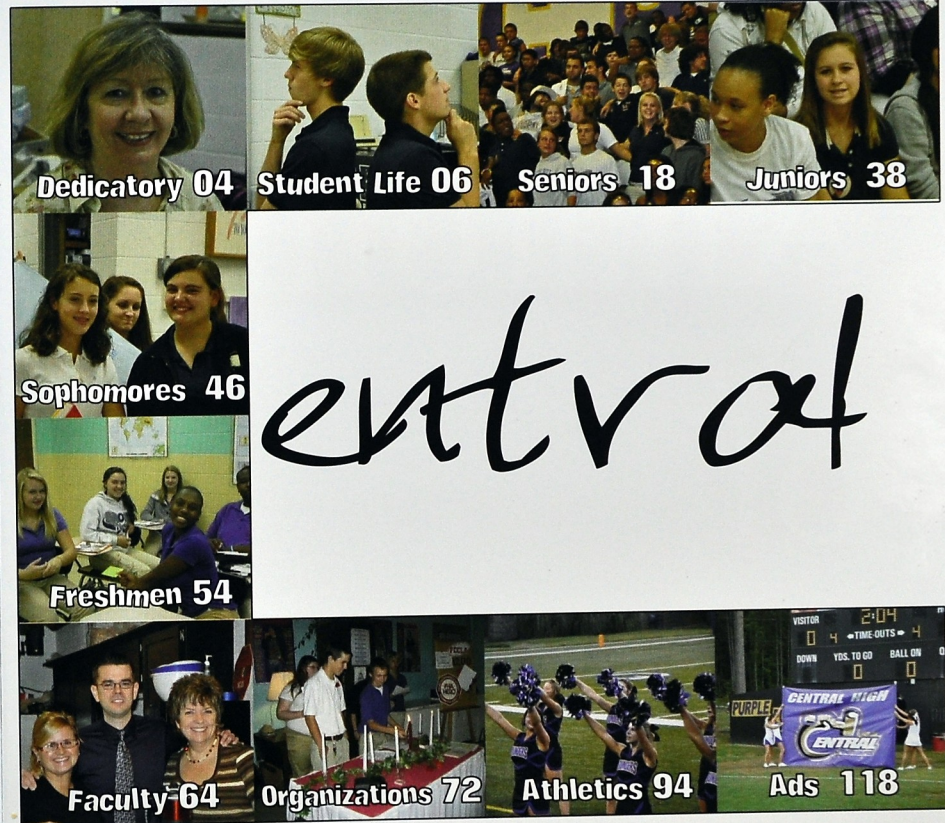 Dedicatory 04
Student Life 06
Seniors 18
Juniors 38
Sophomores 46
entral
Freshmen 54
VISITOR
2:04
0 4 TIME-OUTS 4
DOWN YDS. TO GO BALL ON
0 0
PURPLE
CENTRAL HIGH
CENTRAL
Faculty 64
Organizations 72
Athletics 94
Ads 118